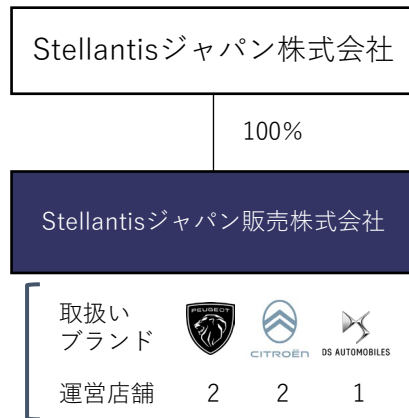 Stellantisジャパン株式会社
100%
Stellantisジャパン販売株式会社
取扱い
ブランド
PEUGEOT
CITROËN
DS AUTOMOBILES
運営店舗 2 2 1